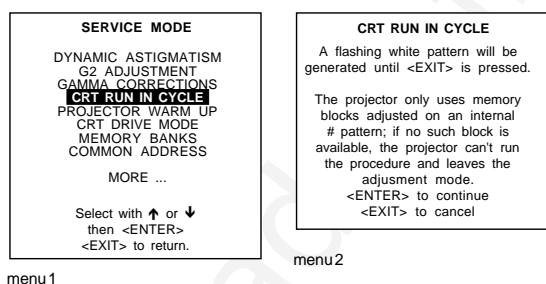 SERVICE MODE
DYNAMIC ASTIGMATISM
G2 ADJUSTMENT
GAMMA CORRECTIONS
CRT RUN IN CYCLE
PROJECTOR WARM UP
CRT DRIVE MODE
MEMORY BANKS
COMMON ADDRESS
MORE ...
Select with ↑ or ↓
then <ENTER>
<EXIT> to return.
menu1
CRT RUN IN CYCLE
A flashing white pattern will be
generated until <EXIT> is pressed.
The projector only uses memory
blocks adjusted on an internal
# pattern; if no such block is
available, the projector can't run
the procedure and leaves the
adjusment mode.
<ENTER> to continue
<EXIT> to cancel
menu2